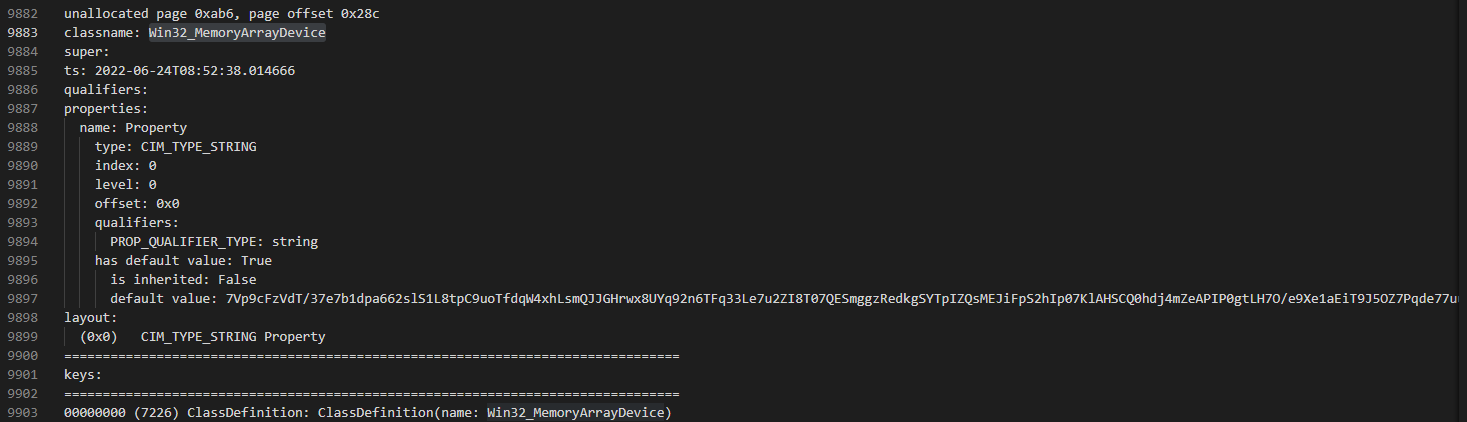 9882 unallocated page 0xab6, page offset 0x28c
9883 classname: Win32_MemoryArrayDevice
9884 super:
9885 ts: 2022-06-24T08:52:38.014666
9886 qualifiers:
9887 properties:
9888 name: Property
9889 type: CIM_TYPE_STRING
9890 index: 0
9891 level: 0
9892 offset: 0x0
9893 qualifiers:
9894 PROP_QUALIFIER_TYPE: string
9895 has default value: True
9896 is inherited: False
9897 default value: 7Vp9cFzVdT/37e7b1dpa662slS1L8tpC9uoTfdqW4xhLsmQJJGHrwx8UYq92n6TFq33Le7u2ZI8T07QESmggzRedkgSYTpIZQsMEJiFpS2hIp07KlAHSCQ0hdj4mZeAPIP0gtLH7O/e9Xe1aEiT9J5OZ7Pqde77u
9898 layout:
9899 (0x0) CIM_TYPE_STRING Property
9900 ================================================================================
9901 keys:
9902 ================================================================================
9903 00000000 (7226) ClassDefinition: ClassDefinition(name: Win32_MemoryArrayDevice)